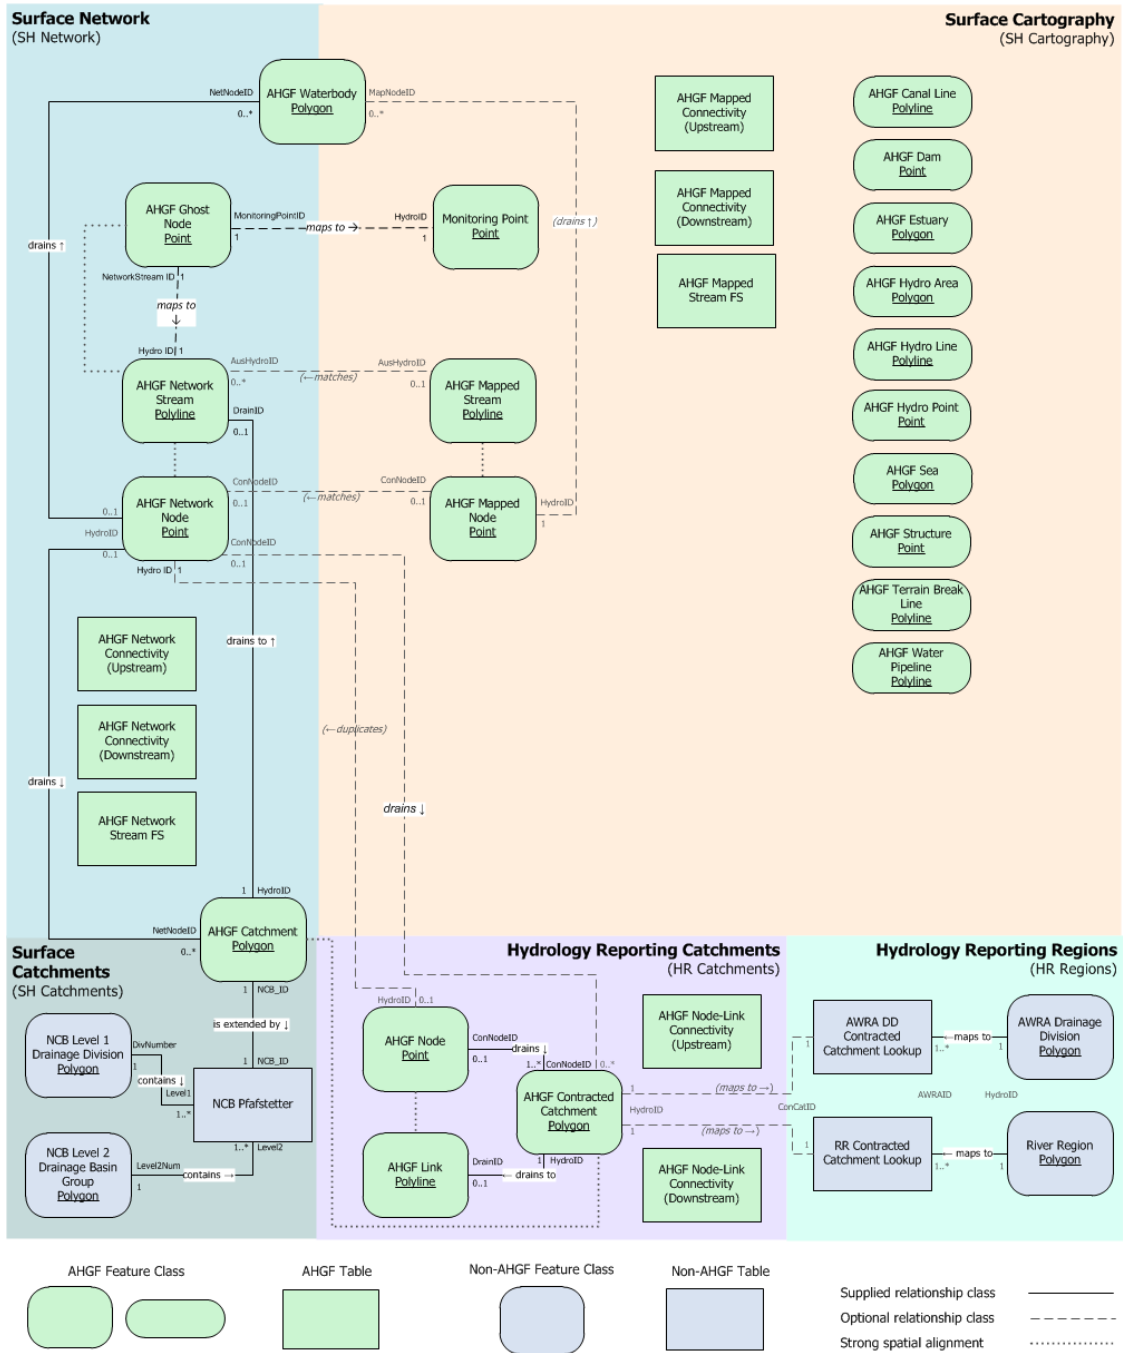 Surface Network
(SH Network)
Surface Cartography
(SH Cartography)
NetNodeID
0..*
AHGF Waterbody
Polygon
MapNodeID
0..*
AHGF Mapped
Connectivity
(Upstream)
AHGF Canal Line
Polyline
AHGF Dam
Point
AHGF Mapped
Connectivity
(Downstream)
AHGF Ghost
Node
Point
MonitoringPointID
1
maps to →
HydroID
1
Monitoring Point
Point
(drains ↑)
AHGF Estuary
Polygon
drains ↑
NetworkStream ID
1
maps to
↓
AHGF Mapped
Stream FS
AHGF Hydro Area
Polygon
AHGF Hydro Line
Polyline
Hydro ID
1
AHGF Network
Stream
Polyline
AusHydroID
0..*
(←matches)
AusHydroID
0..1
AHGF Mapped
Stream
Polyline
DrainID
0..1
AHGF Hydro Point
Point
AHGF Sea
Polygon
AHGF Network
Node
Point
ConNodeID
0..1
(←matches)
ConNodeID
0..1
AHGF Mapped
Node
Point
HydroID
1
0..1
HydroID
0..1
ConNodeID
0..1
Hydro ID
1
AHGF Structure
Point
AHGF Terrain Break
Line
Polyline
AHGF Water
Pipeline
Polyline
AHGF Network
Connectivity
(Upstream)
drains to ↑
AHGF Network
Connectivity
(Downstream)
(←duplicates)
drains ↓
drains ↓
AHGF Network
Stream FS
1
HydroID
NetNodeID
0..*
AHGF Catchment
Polygon
Surface
Catchments
(SH Catchments)
Hydrology Reporting Catchments
(HR Catchments)
Hydrology Reporting Regions
(HR Regions)
1
NCB_ID
is extended by ↓
1
NCB_ID
NCB Level 1
Drainage Division
Polygon
DivNumber
1
contains ↓
Level1
1..*
NCB Pfafstetter
NCB Level 2
Drainage Basin
Group
Polygon
Level2Num
1
contains →
1..*
Level2
HydroID
0..1
AHGF Node
Point
ConNodeID
0..1
drains ↓
1..*
ConNodeID
0..*
AHGF Contracted
Catchment
Polygon
AHGF Node-Link
Connectivity
(Upstream)
1
(maps to →)
HydroID
1
(maps to →)
ConCatID
1
1
AWRA DD
Contracted
Catchment Lookup
←maps to
1..*
1
AWRA Drainage
Division
Polygon
AWRAID
HydroID
RR Contracted
Catchment Lookup
← maps to
1..*
1
River Region
Polygon
AHGF Link
Polyline
DrainID
0..1
1
HydroID
← drains to
AHGF Node-Link
Connectivity
(Downstream)
AHGF Feature Class
AHGF Table
Non-AHGF Feature Class
Non-AHGF Table
Supplied relationship class
Optional relationship class
Strong spatial alignment